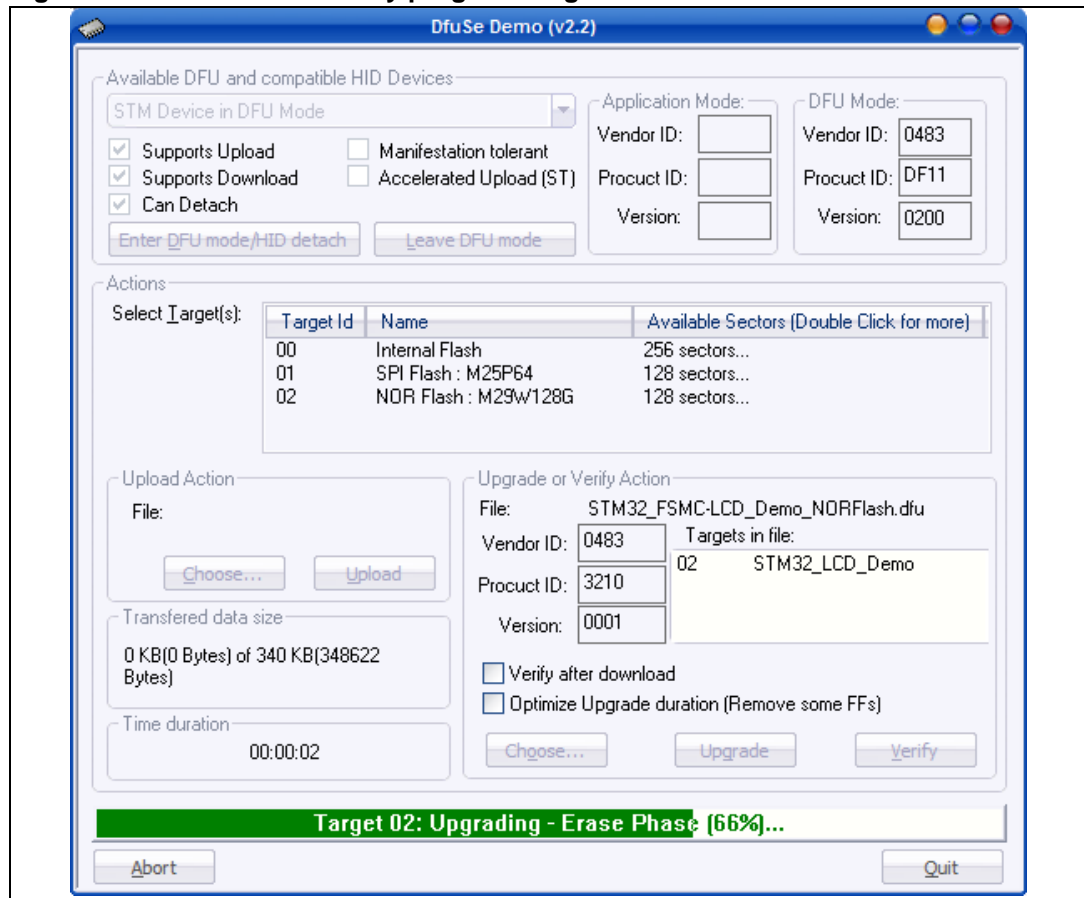 DfuSe Demo (v2.2)
Available DFU and compatible HID Devices
STM Device in DFU Mode
Supports Upload
Manifestation tolerant
Supports Download
Accelerated Upload (ST)
Can Detach
Enter DFU mode/HID detach
Leave DFU mode
Application Mode:
Vendor ID:
Procuct ID:
Version:
DFU Mode:
Vendor ID: 0483
Procuct ID: DF11
Version: 0200
Actions
Select Target(s):
Target Id Name Available Sectors (Double Click for more)
00 Internal Flash 256 sectors...
01 SPI Flash : M25P64 128 sectors...
02 NOR Flash : M29W128G 128 sectors...
Upload Action
File:
Choose...
Upload
Transfered data size
0 KB(0 Bytes) of 340 KB(348622
Bytes)
Time duration
00:00:02
Upgrade or Verify Action
File: STM32_FSMC-LCD_Demo_NORFlash.dfu
Vendor ID: 0483
Procuct ID: 3210
Version: 0001
Targets in file:
02 STM32_LCD_Demo
Verify after download
Optimize Upgrade duration (Remove some FFs)
Choose...
Upgrade
Verify
Target 02: Upgrading - Erase Phase (66%)...
Abort
Quit